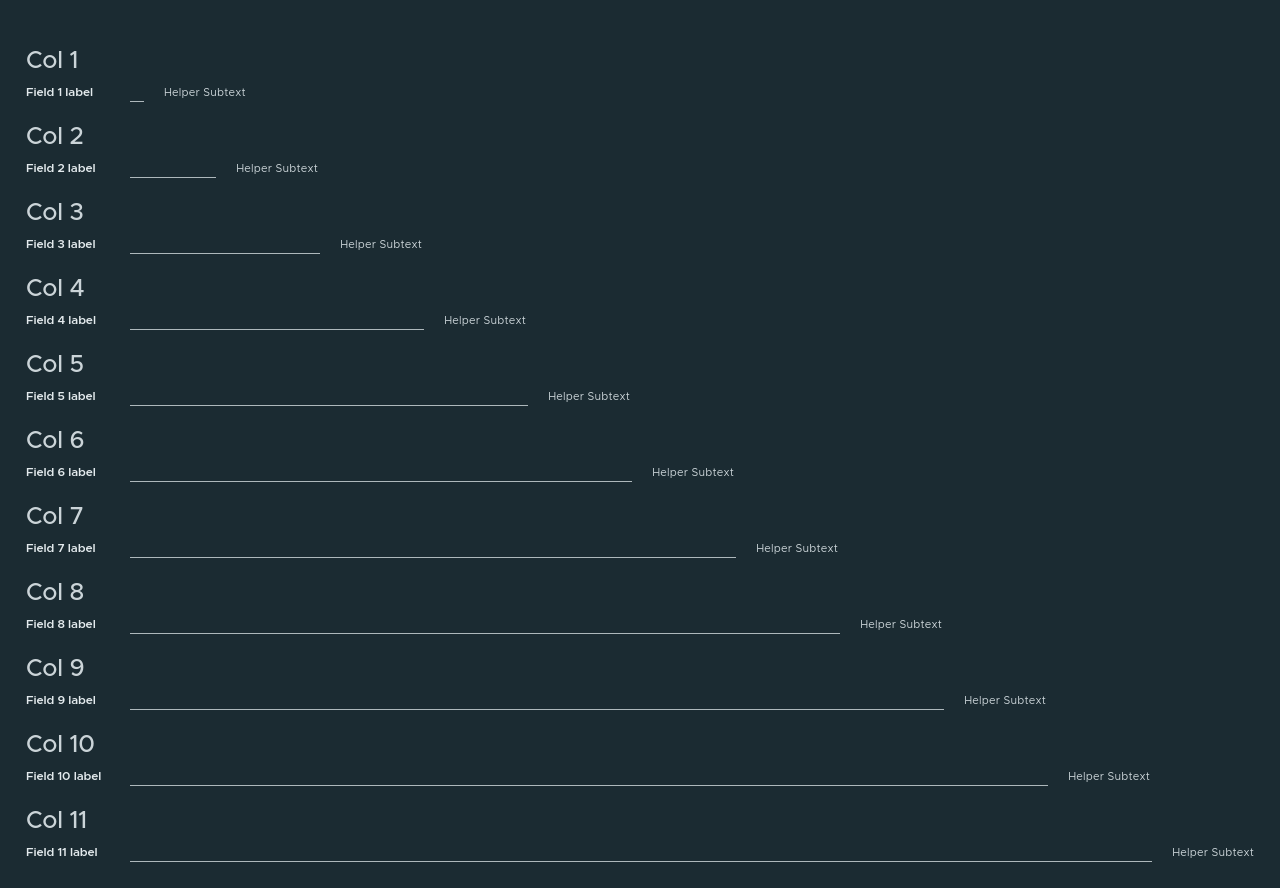 Col 1
Field 1 label Helper Subtext
Col 2
Field 2 label Helper Subtext
Col 3
Field 3 label Helper Subtext
Col 4
Field 4 label Helper Subtext
Col 5
Field 5 label Helper Subtext
Col 6
Field 6 label Helper Subtext
Col 7
Field 7 label Helper Subtext
Col 8
Field 8 label Helper Subtext
Col 9
Field 9 label Helper Subtext
Col 10
Field 10 label Helper Subtext
Col 11
Field 11 label Helper Subtext